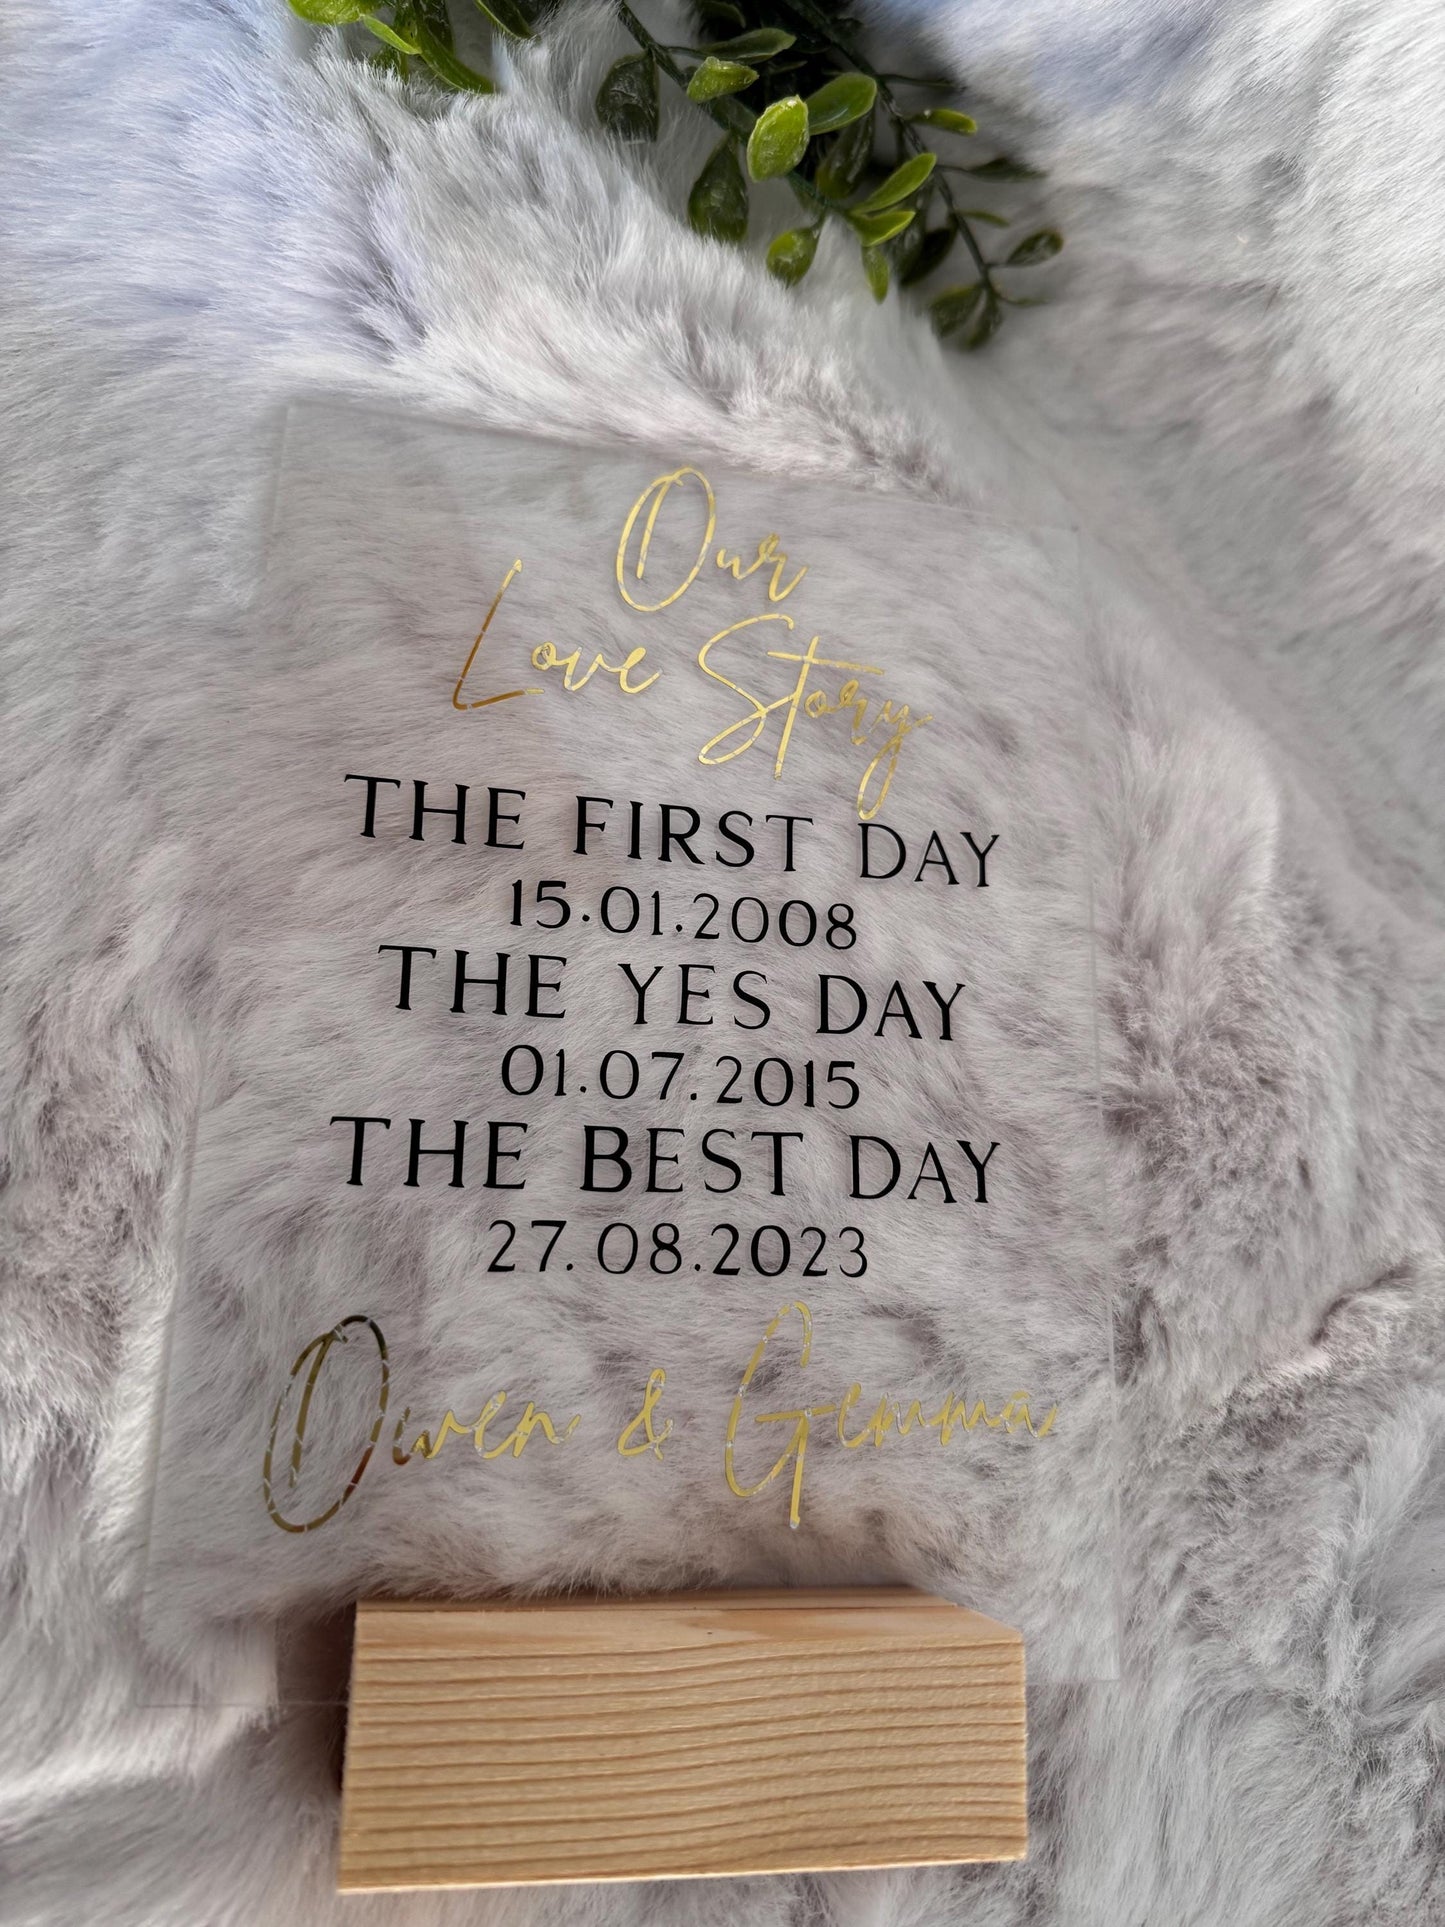 Our
Love Story
THE FIRST DAY
15.01.2008
THE YES DAY
01.07.2015
THE BEST DAY
27.08.2023
Owen & Gemma